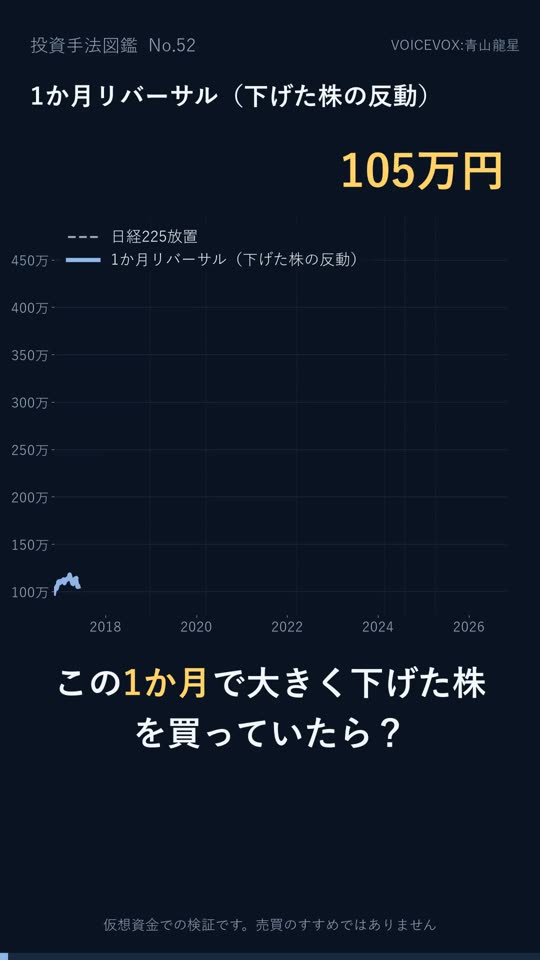 投資手法図鑑 No.52
VOICEVOX:青山龍星
1か月リバーサル（下げた株の反動）
105万円
日経225放置
1か月リバーサル（下げた株の反動）
450万
400万
350万
300万
250万
200万
150万
100万
2018 2020 2022 2024 2026
この1か月で大きく下げた株
を買っていたら？
仮想資金での検証です。売買のすすめではありません